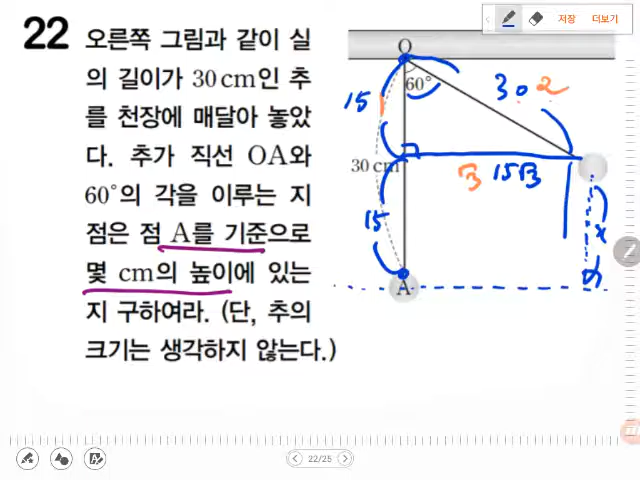 저장 더보기
22 오른쪽 그림과 같이 실
의 길이가 30 cm인 추
를 천장에 매달아 놓았
다. 추가 직선 OA와
60°의 각을 이루는 지
점은 점 A를 기준으로
몇 cm의 높이에 있는
지 구하여라. (단, 추의
크기는 생각하지 않는다.)
O
60°
30 2
15 1
30 cm
√3 15√3
15
x
A
22/25